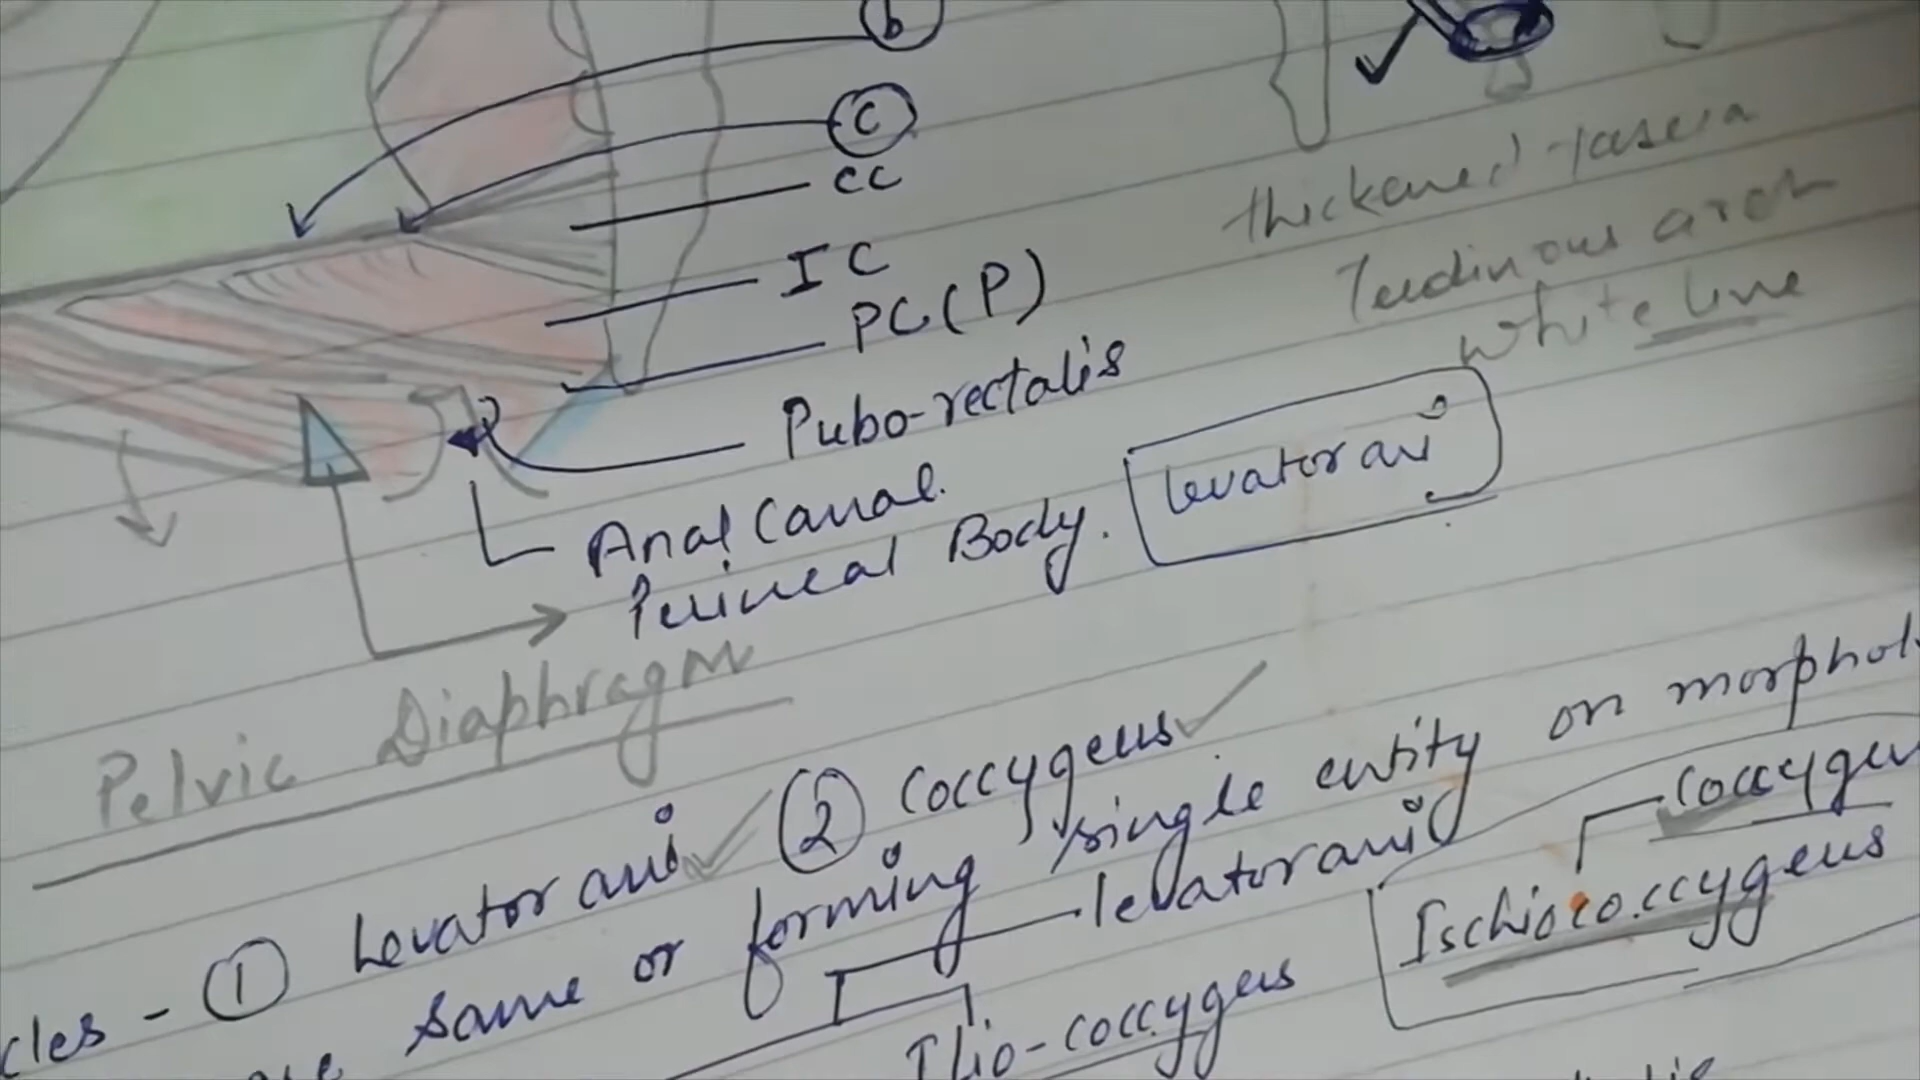 b
c
cc
IC
PC(P)
Pubo-rectalis
Anal Canal.
Perineal Body.
levator ani
thickened fascia
Tendinous arch
White line
Pelvic Diaphragm
cles - ① Levator ani ② Coccygeus
same or forming single entity on morphol
levator ani
Coccygeu
Ilio-coccygeus
Ischiococcygeus